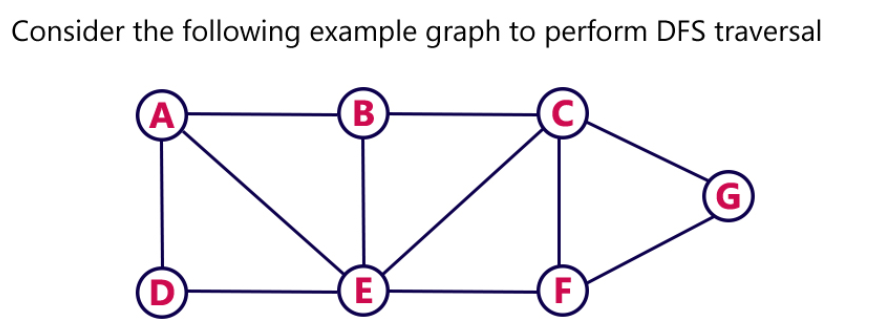 Consider the following example graph to perform DFS traversal
A B C
G
D E F